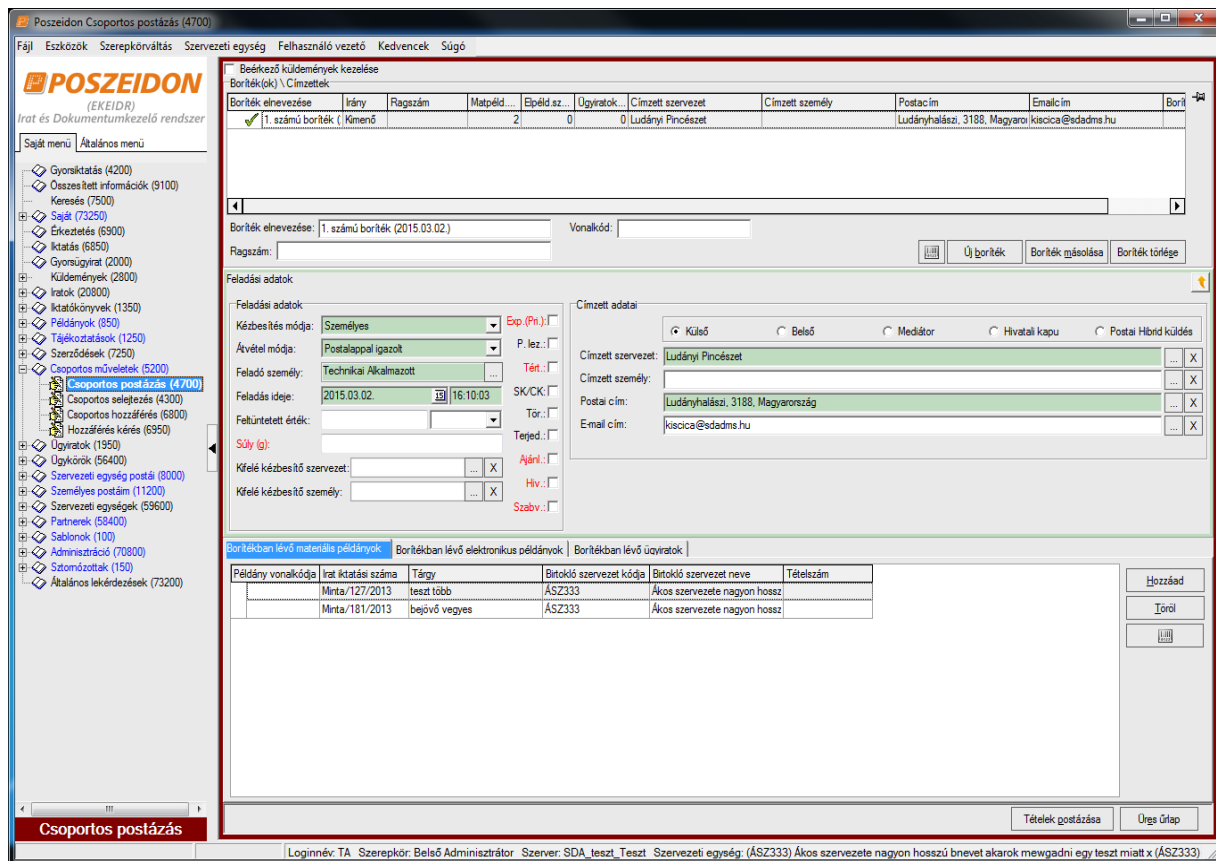 Poszeidon Csoportos postázás (4700)
Fájl Eszközök Szerepkörváltás Szervezeti egység Felhasználó vezető Kedvencek Súgó
POSZEIDON
(EKEIDR)
Irat és Dokumentumkezelő rendszer
Saját menü Általános menü
Gyorsiktatás (4200)
Összesített információk (9100)
Keresés (7500)
Saját (73250)
Érkeztetés (6900)
Iktatás (6850)
Gyorsügyirat (2000)
Küldemények (2800)
Iratok (20800)
Iktatókönyvek (1350)
Példányok (850)
Tájékoztatások (1250)
Szerződések (7250)
Csoportos műveletek (5200)
Csoportos postázás (4700)
Csoportos selejtezés (4300)
Csoportos hozzáférés (6800)
Hozzáférés kérés (6950)
Ügyiratok (1950)
Ügykörök (56400)
Szervezeti egység postái (8000)
Személyes postáim (11200)
Szervezeti egységek (59600)
Partnerek (58400)
Sablonok (100)
Adminisztráció (70800)
Sztornózottak (150)
Általános lekérdezések (73200)
Csoportos postázás
Beérkező küldemények kezelése
Boríték(ok) \ Címzettek
Boríték elnevezése Irány Ragszám Matpéld.... Elpéld.sz... Ügyiratok... Címzett szervezet Címzett személy Postacím Emailcím Borít
1. számú boríték ( Kimenő 2 0 0 Ludányi Pincészet Ludányhalászi, 3188, Magyaror kiscica@sdadms.hu
Boríték elnevezése: 1. számú boríték (2015.03.02.) Vonalkód:
Ragszám: Új boríték Boríték másolása Boríték törlése
Feladási adatok
Feladási adatok
Kézbesítés módja: Személyes
Átvétel módja: Postalappal igazolt
Feladó személy: Technikai Alkalmazott ...
Feladás ideje: 2015.03.02. 15 16:10:03
Feltüntetett érték:
Súly (g):
Kifelé kézbesítő szervezet: ... X
Kifelé kézbesítő személy: ... X
Exp.(Pri.):
P. lez.:
Tért.:
SK/CK:
Tör.:
Terjed.:
Ajánl.:
Hiv.:
Szabv.:
Címzett adatai
Külső Belső Mediátor Hivatali kapu Postai Hibrid küldés
Címzett szervezet: Ludányi Pincészet ... X
Címzett személy: ... X
Postai cím: Ludányhalászi, 3188, Magyarország ... X
E-mail cím: kiscica@sdadms.hu ... X
Borítékban lévő materiális példányok Borítékban lévő elektronikus példányok Borítékban lévő ügyiratok
Példány vonalkódja Irat iktatási száma Tárgy Birtokló szervezet kódja Birtokló szervezet neve Tételszám
Minta/127/2013 teszt több ÁSZ333 Ákos szervezete nagyon hossz
Minta/181/2013 bejövő vegyes ÁSZ333 Ákos szervezete nagyon hossz
Hozzáad
Töröl
Tételek postázása Üres űrlap
Loginnév: TA Szerepkör: Belső Adminisztrátor Szerver: SDA_teszt_Teszt Szervezeti egység: (ÁSZ333) Ákos szervezete nagyon hosszú bnevet akarok mewgadni egy teszt miatt x (ÁSZ333)